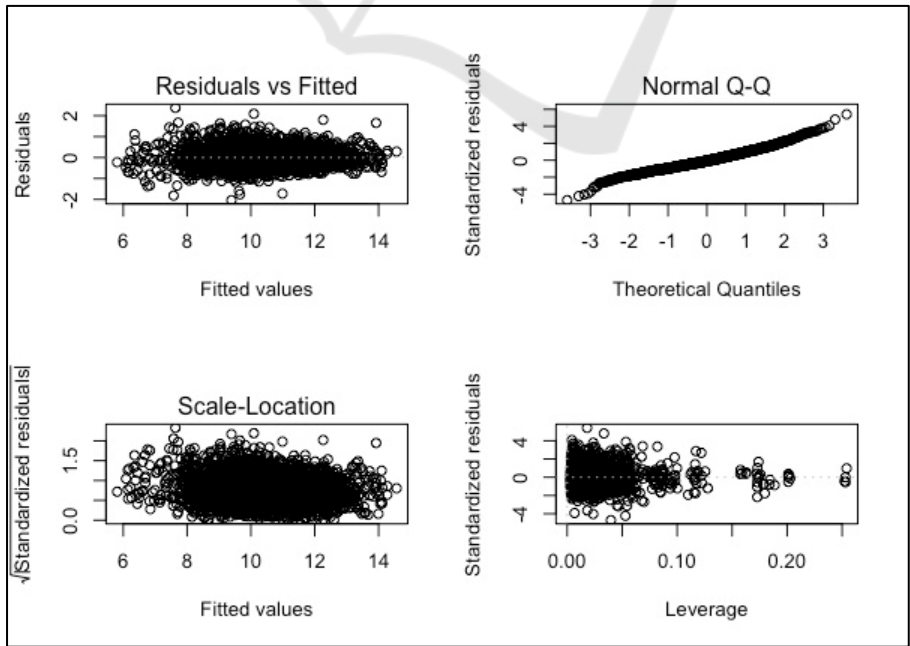 Residuals vs Fitted
Residuals
2
0
-2
6 8 10 12 14
Fitted values
Normal Q-Q
Standardized residuals
4
0
-4
-3 -2 -1 0 1 2 3
Theoretical Quantiles
Scale-Location
√|Standardized residuals|
1.5
0.0
6 8 10 12 14
Fitted values
Standardized residuals
4
0
-4
0.00 0.10 0.20
Leverage